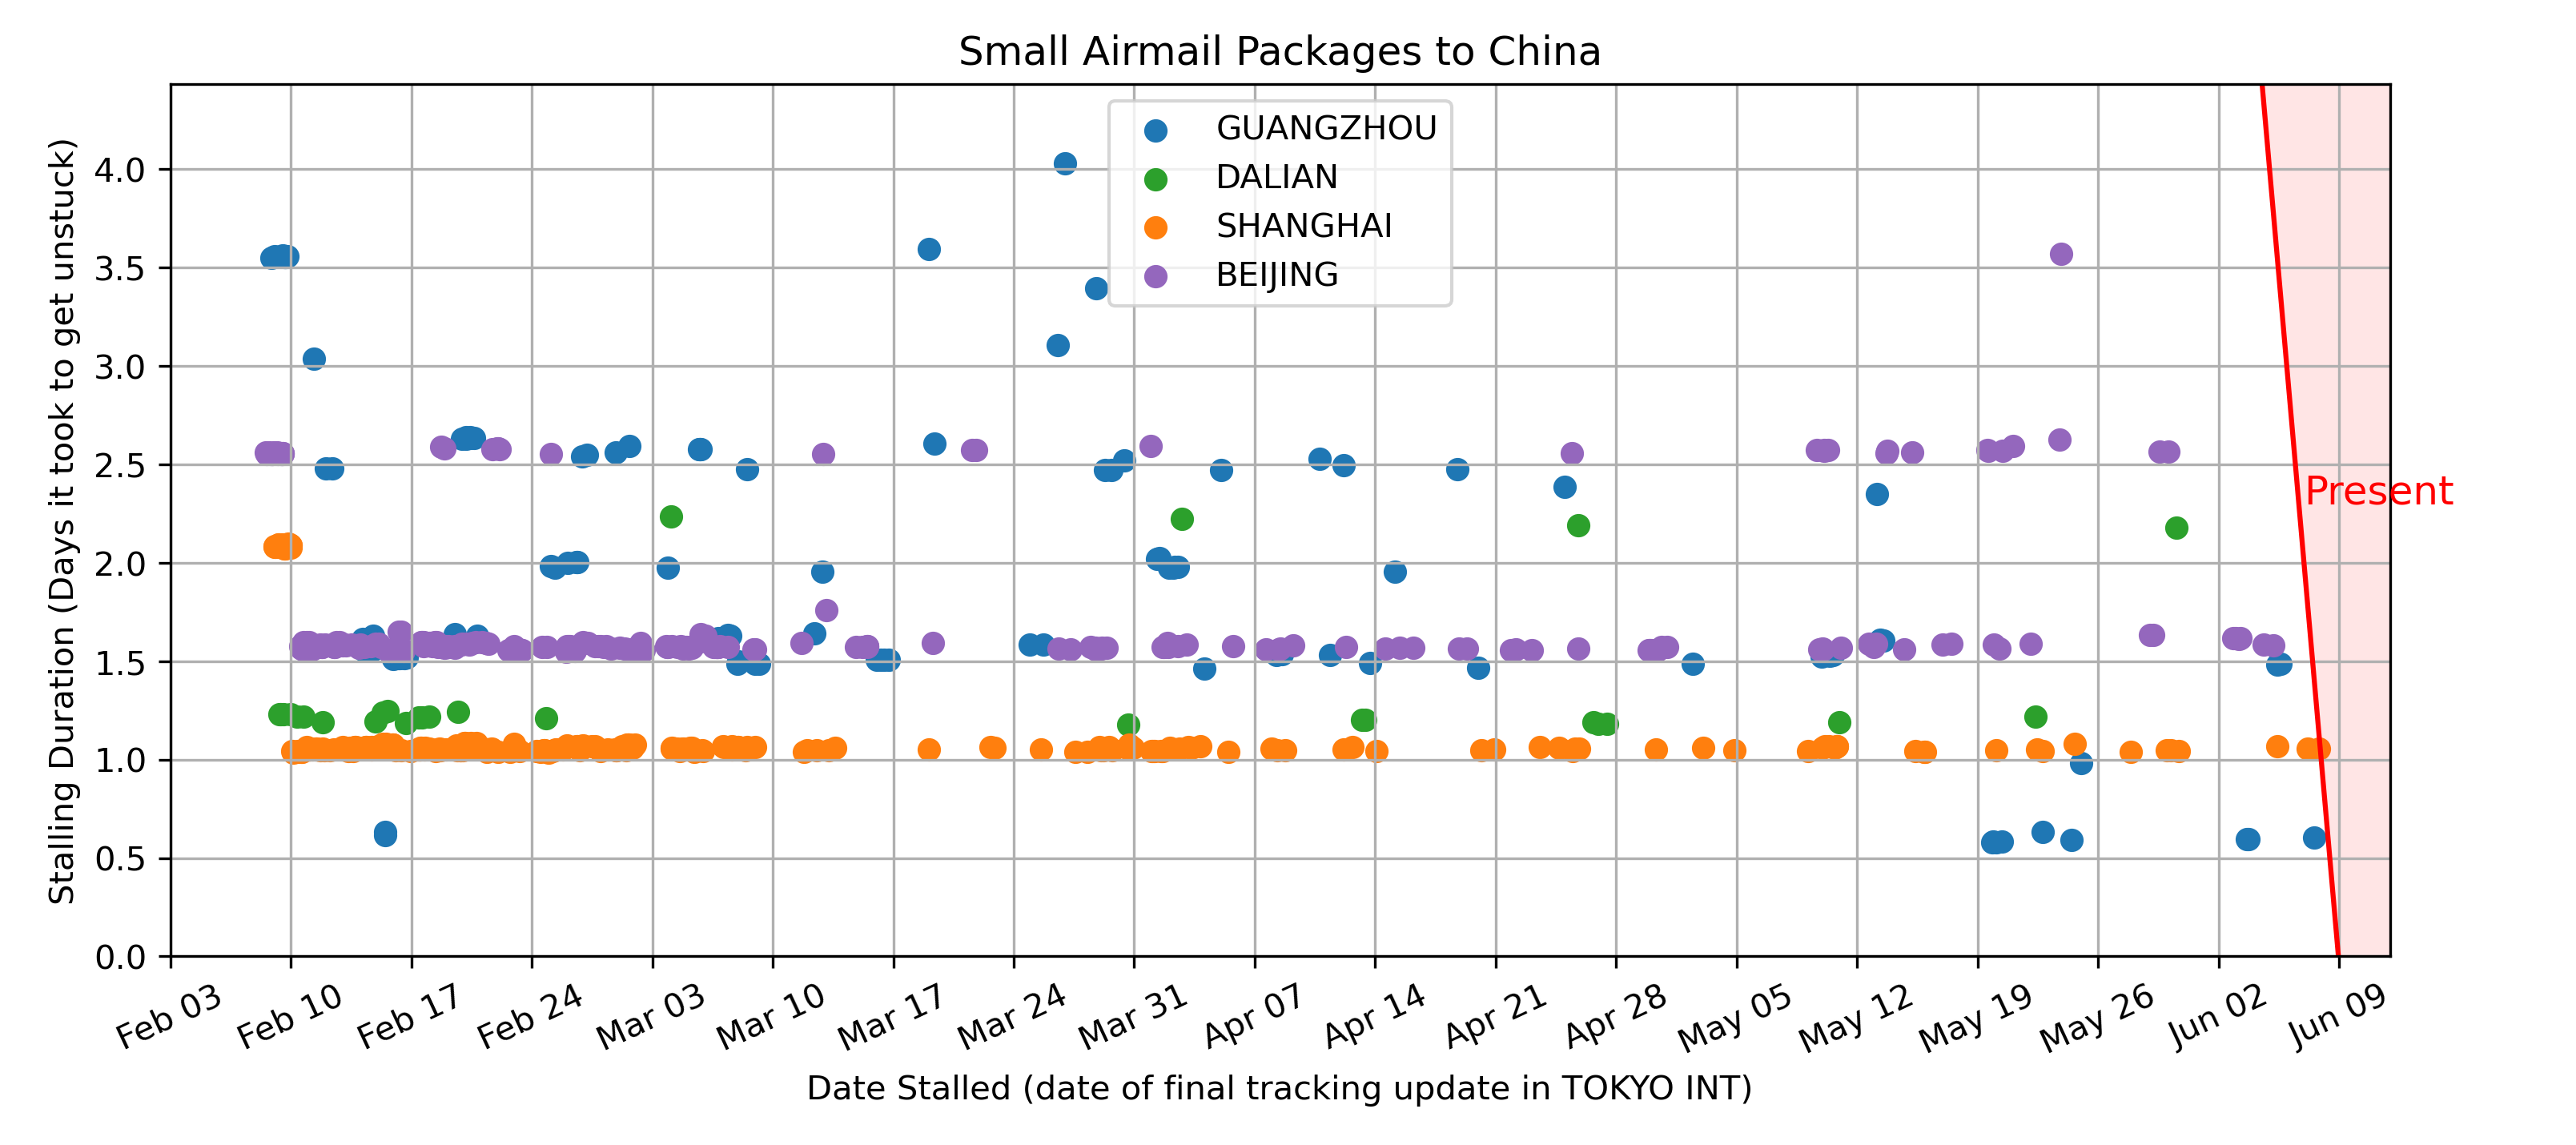 Small Airmail Packages to China
Stalling Duration (Days it took to get unstuck)
4.0
3.5
3.0
2.5
2.0
1.5
1.0
0.5
0.0
GUANGZHOU
DALIAN
SHANGHAI
BEIJING
Present
Feb 03
Feb 10
Feb 17
Feb 24
Mar 03
Mar 10
Mar 17
Mar 24
Mar 31
Apr 07
Apr 14
Apr 21
Apr 28
May 05
May 12
May 19
May 26
Jun 02
Jun 09
Date Stalled (date of final tracking update in TOKYO INT)